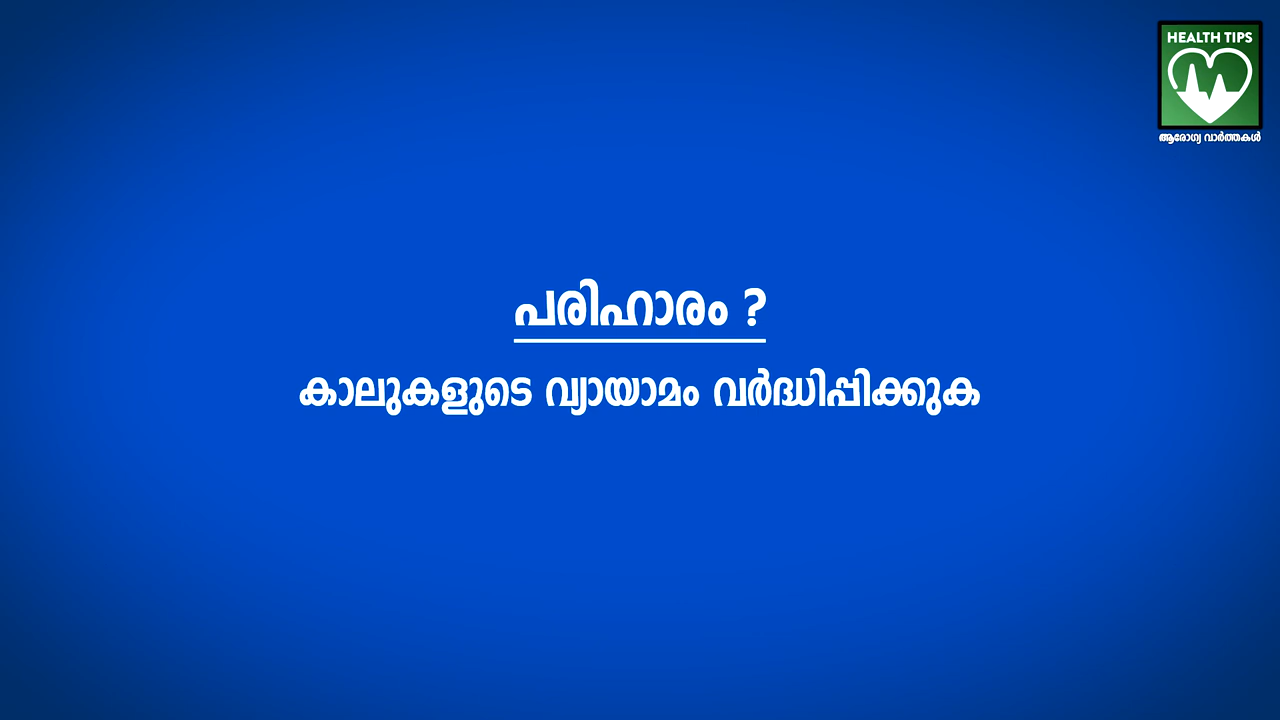 HEALTH TIPS
ആരോഗ്യ വാർത്തകൾ
പരിഹാരം ?
കാലുകളുടെ വ്യായാമം വർദ്ധിപ്പിക്കുക